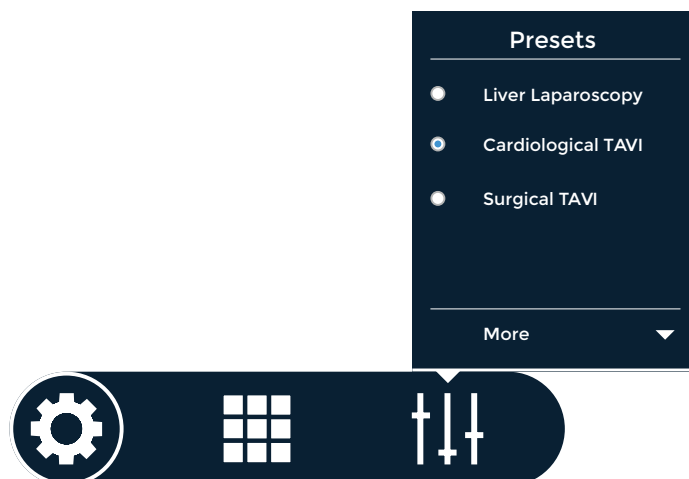 Presets
Liver Laparoscopy
Cardiological TAVI
Surgical TAVI
More